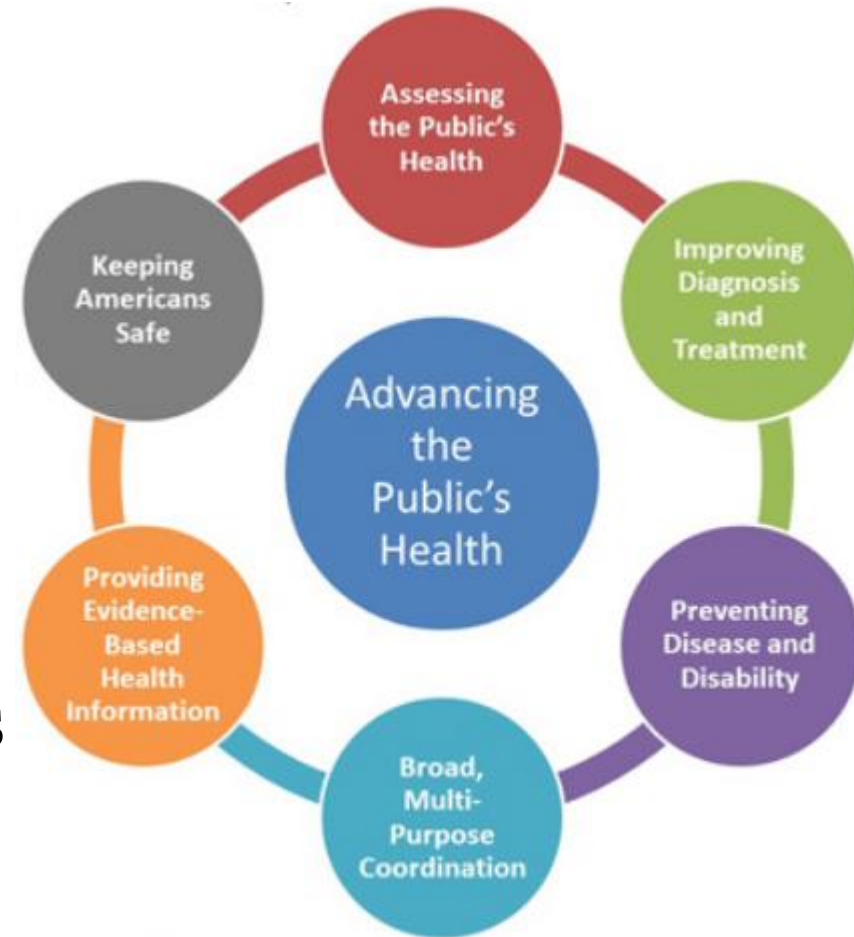 Assessing
the Public's
Health
Improving
Diagnosis
and
Treatment
Preventing
Disease and
Disability
Broad,
Multi-
Purpose
Coordination
Providing
Evidence-
Based
Health
Information
Keeping
Americans
Safe
Advancing
the
Public's
Health